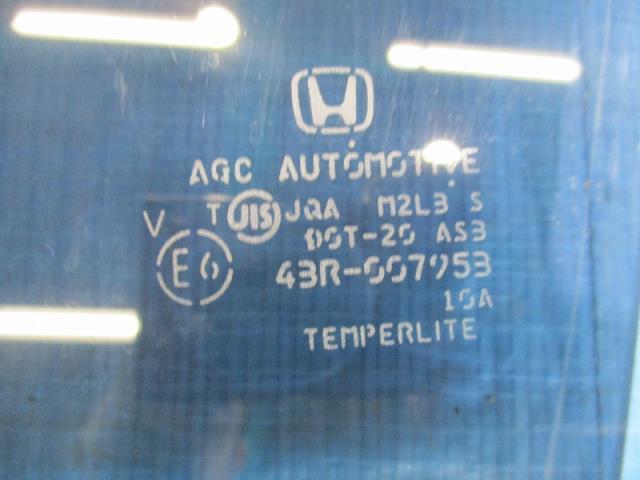 AGC AUTOMOTIVE
T JIS JQA M2L3 S
V
DOT-20 AS3
E6 43R-007953
10A
TEMPERLITE